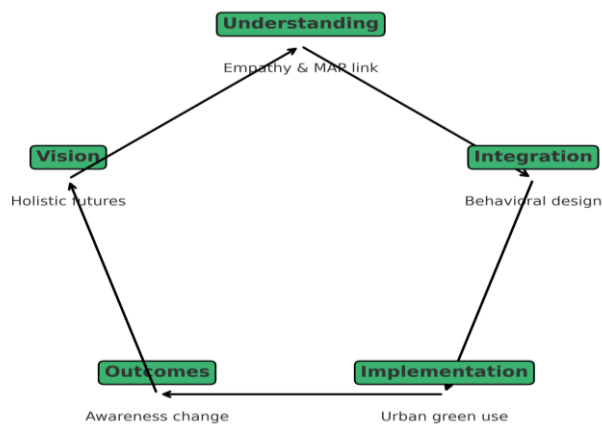 Understanding
Empathy & MAP link
Vision
Integration
Holistic futures
Behavioral design
Outcomes
Implementation
Awareness change
Urban green use